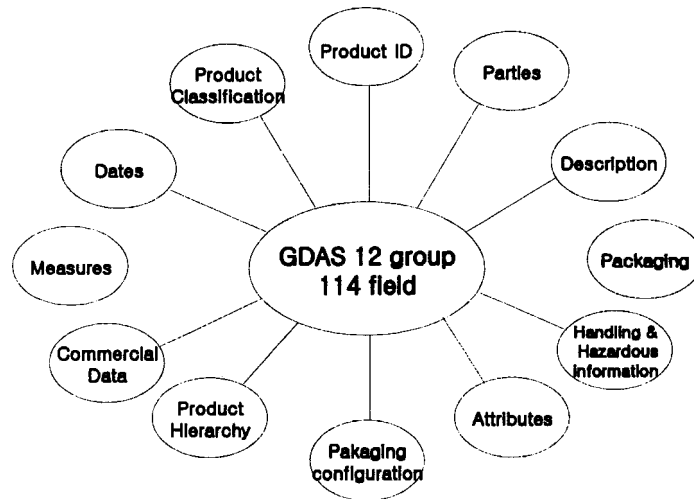 Product ID
Product
Classification
Parties
Dates
Description
Measures
GDAS 12 group
114 field
Packaging
Commercial
Data
Handling &
Hazardous
information
Product
Hierarchy
Attributes
Pakaging
configuration